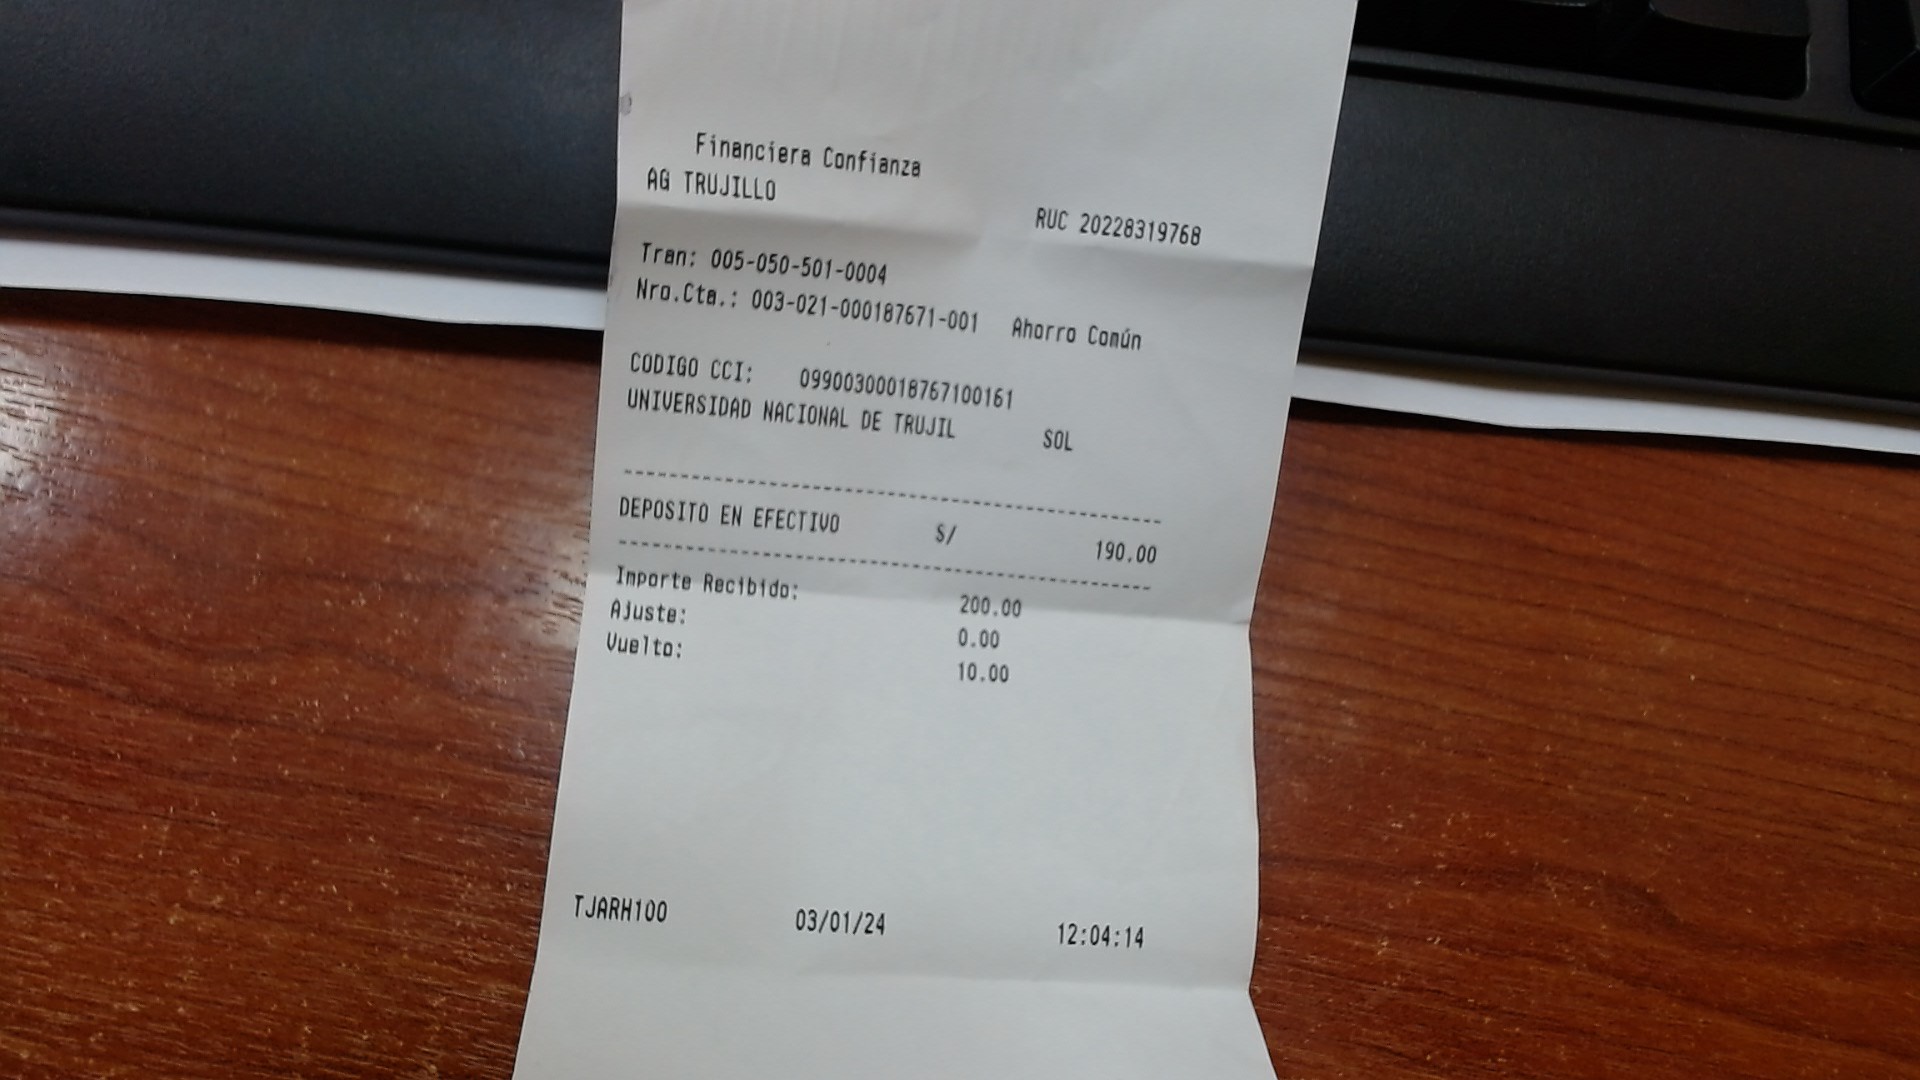 Financiera Confianza
AG TRUJILLO
RUC 20228319768
Tran: 005-050-501-0004
Nro.Cta.: 003-021-000187671-001 Ahorro Común
CODIGO CCI: 09900300018767100161
UNIVERSIDAD NACIONAL DE TRUJIL SOL
--------------------------------------------------
DEPOSITO EN EFECTIVO S/ 190.00
--------------------------------------------------
Importe Recibido: 200.00
Ajuste: 0.00
Vuelto: 10.00
TJARH100 03/01/24 12:04:14